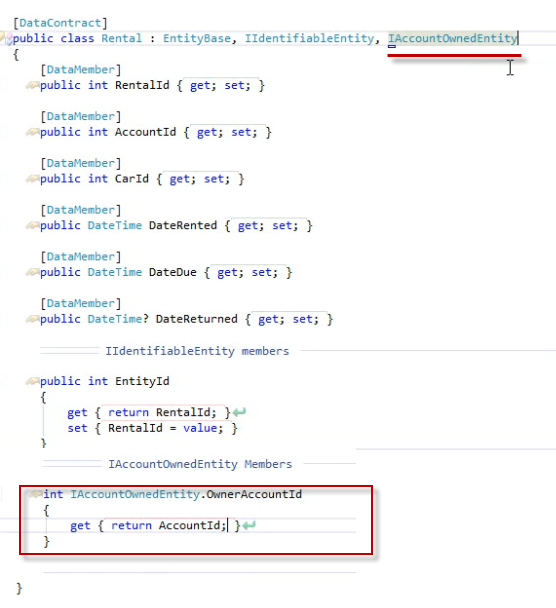 [DataContract]
public class Rental : EntityBase, IIdentifiableEntity, IAccountOwnedEntity
{
[DataMember]
public int RentalId { get; set; }
[DataMember]
public int AccountId { get; set; }
[DataMember]
public int CarId { get; set; }
[DataMember]
public DateTime DateRented { get; set; }
[DataMember]
public DateTime DateDue { get; set; }
[DataMember]
public DateTime? DateReturned { get; set; }
IIdentifiableEntity members
public int EntityId
{
get { return RentalId; }
set { RentalId = value; }
}
IAccountOwnedEntity Members
int IAccountOwnedEntity.OwnerAccountId
{
get { return AccountId; }
}
}